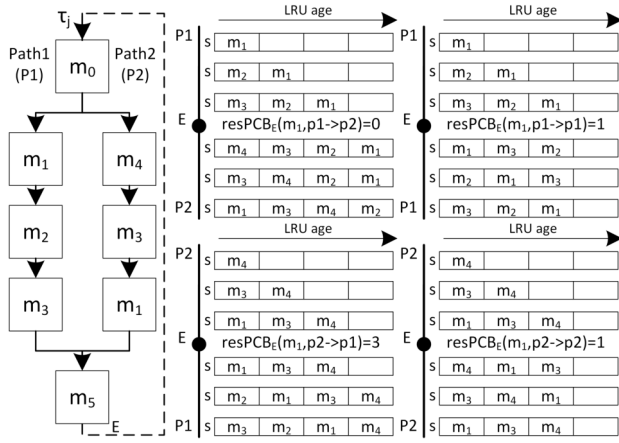 τj
Path1
(P1)
Path2
(P2)
m0
m1
m4
m2
m3
m3
m1
m5
E
LRU age
P1
s m1
s m2 m1
s m3 m2 m1
E resPCBE(m1,p1->p2)=0
s m4 m3 m2 m1
s m3 m4 m2 m1
P2 s m1 m3 m4 m2
LRU age
P1
s m1
s m2 m1
s m3 m2 m1
E resPCBE(m1,p1->p1)=1
s m1 m3 m2
s m2 m1 m3
P1 s m3 m2 m1
LRU age
P2
s m4
s m3 m4
s m1 m3 m4
E resPCBE(m1,p2->p1)=3
s m1 m3 m4
s m2 m1 m3 m4
P1 s m3 m2 m1 m4
LRU age
P2
s m4
s m3 m4
s m1 m3 m4
E resPCBE(m1,p2->p2)=1
s m4 m1 m3
s m3 m4 m1
P2 s m1 m3 m4